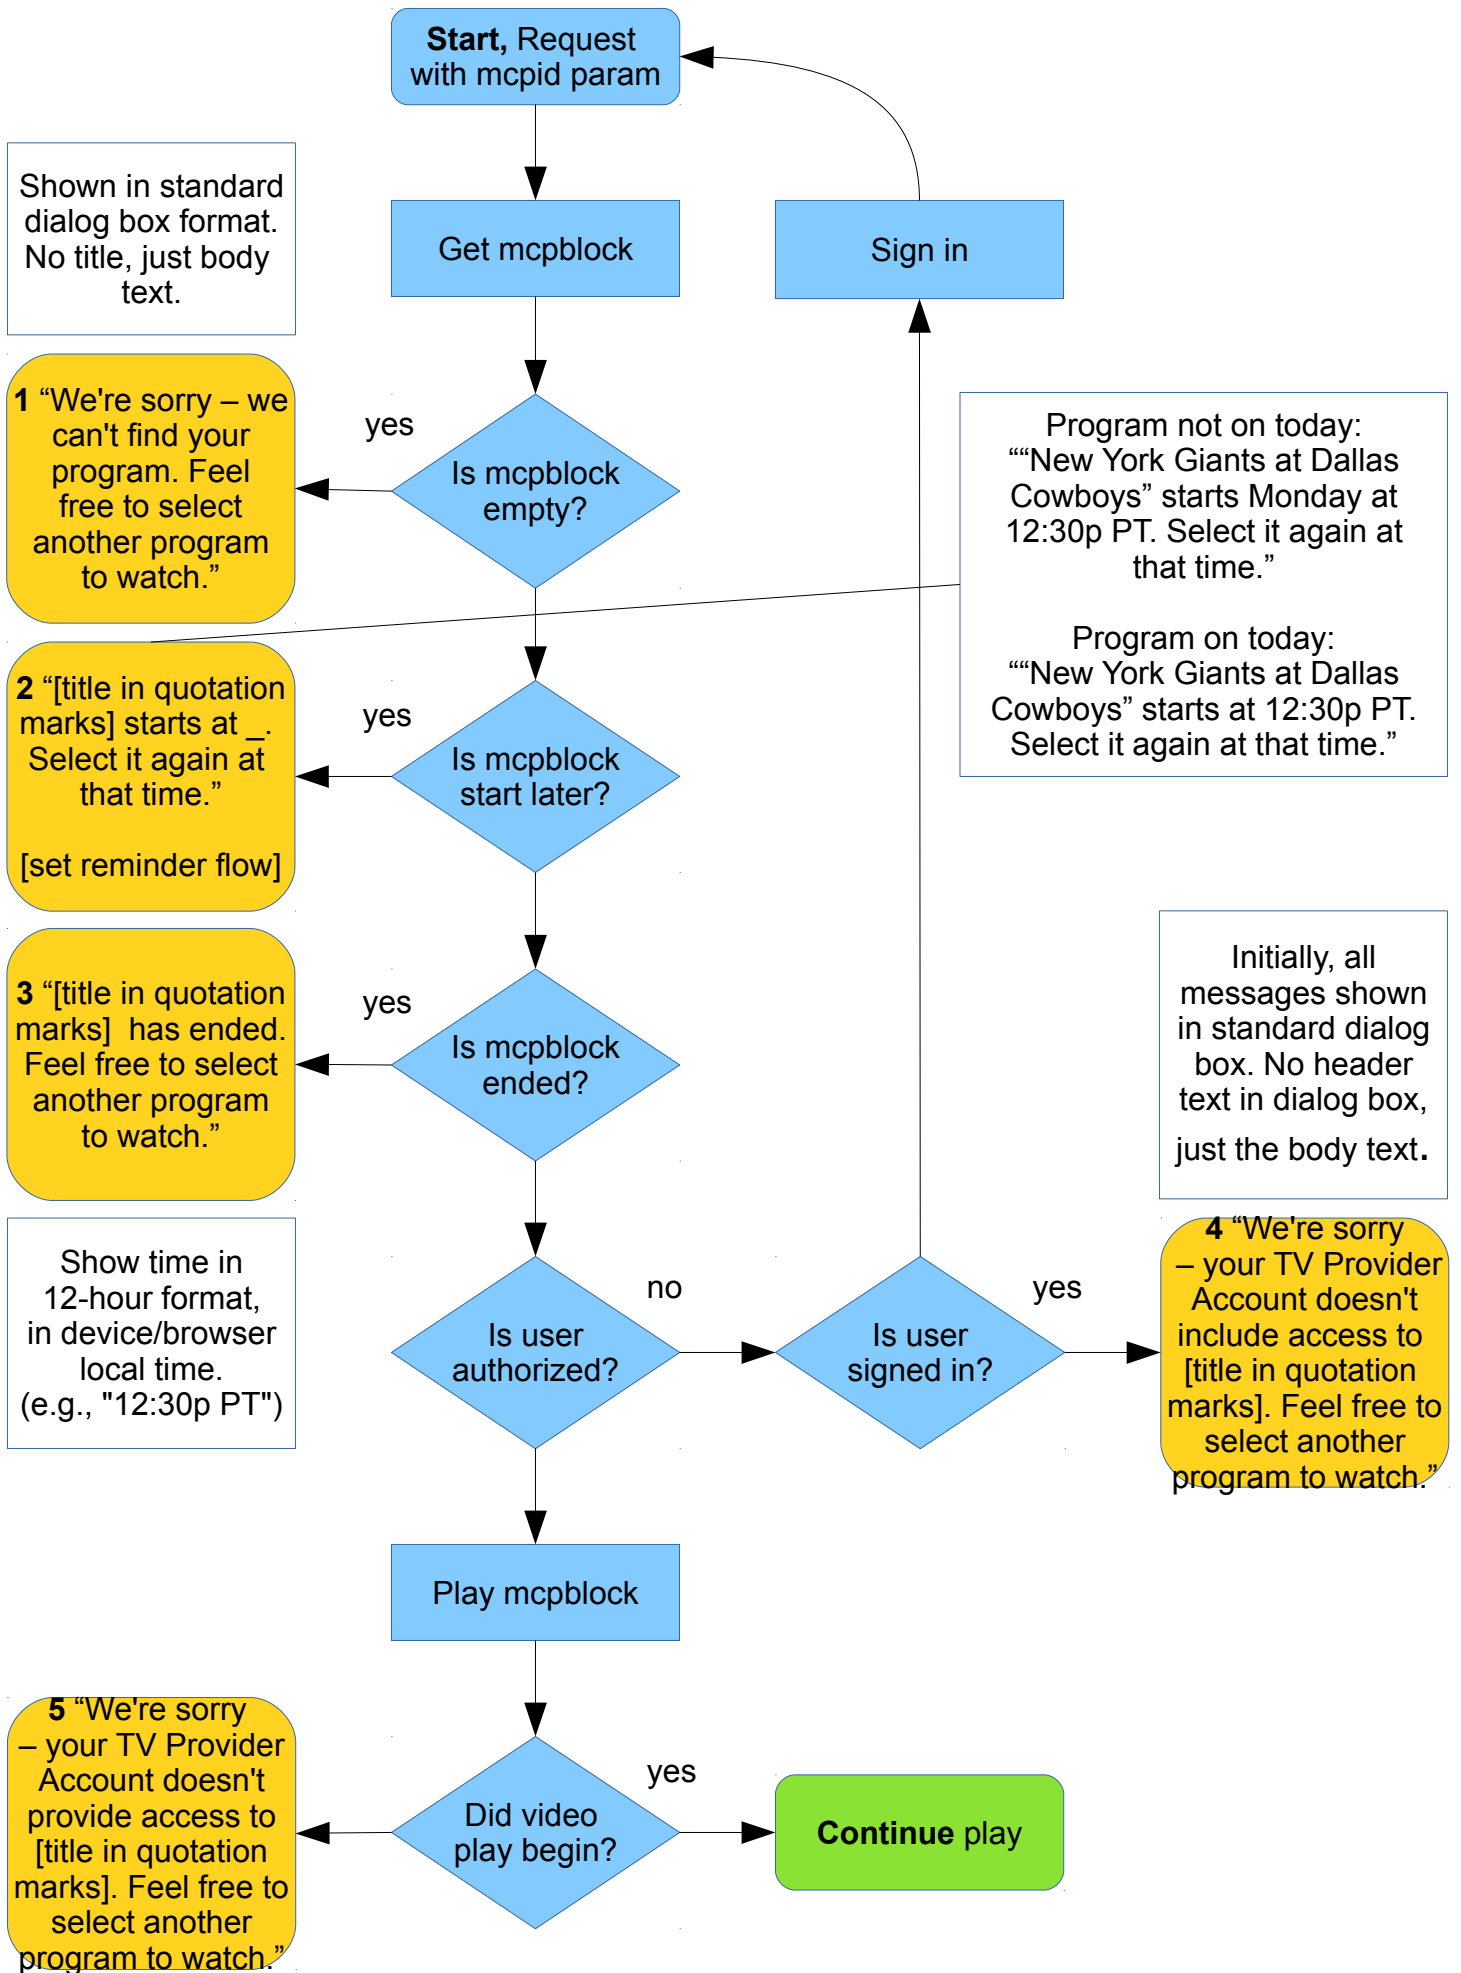 Start, Request
with mcpid param
Shown in standard
dialog box format.
No title, just body
text.
Get mcpblock
Sign in
1 “We're sorry – we
can't find your
program. Feel
free to select
another program
to watch.”
yes
Is mcpblock
empty?
Program not on today:
““New York Giants at Dallas
Cowboys” starts Monday at
12:30p PT. Select it again at
that time.”
Program on today:
““New York Giants at Dallas
Cowboys” starts at 12:30p PT.
Select it again at that time.”
2 “[title in quotation
marks] starts at _.
Select it again at
that time.”
[set reminder flow]
yes
Is mcpblock
start later?
3 “[title in quotation
marks]  has ended.
Feel free to select
another program
to watch.”
yes
Is mcpblock
ended?
Initially, all
messages shown
in standard dialog
box. No header
text in dialog box,
just the body text.
Show time in
12-hour format,
in device/browser
local time.
(e.g., "12:30p PT")
Is user
authorized?
no
Is user
signed in?
yes
4 “We're sorry
– your TV Provider
Account doesn't
include access to
[title in quotation
marks]. Feel free to
select another
program to watch.”
Play mcpblock
5 “We're sorry
– your TV Provider
Account doesn't
provide access to
[title in quotation
marks]. Feel free to
select another
program to watch.”
Did video
play begin?
yes
Continue play